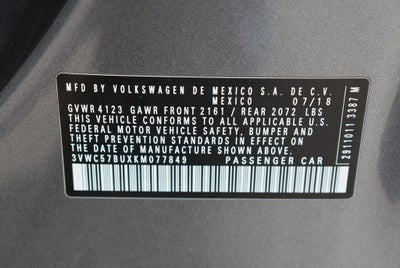 MFD BY VOLKSWAGEN DE MEXICO S.A. DE C.V.
MEXICO 07/18
GVWR 4123 GAWR FRONT 2161 / REAR 2072 LBS
THIS VEHICLE CONFORMS TO ALL APPLICABLE U.S.
FEDERAL MOTOR VEHICLE SAFETY, BUMPER AND
THEFT PREVENTION STANDARDS IN EFFECT ON
THE DATE OF MANUFACTURE SHOWN ABOVE.
3VWC57BUXKM077849 PASSENGER CAR
2911011 3387 M